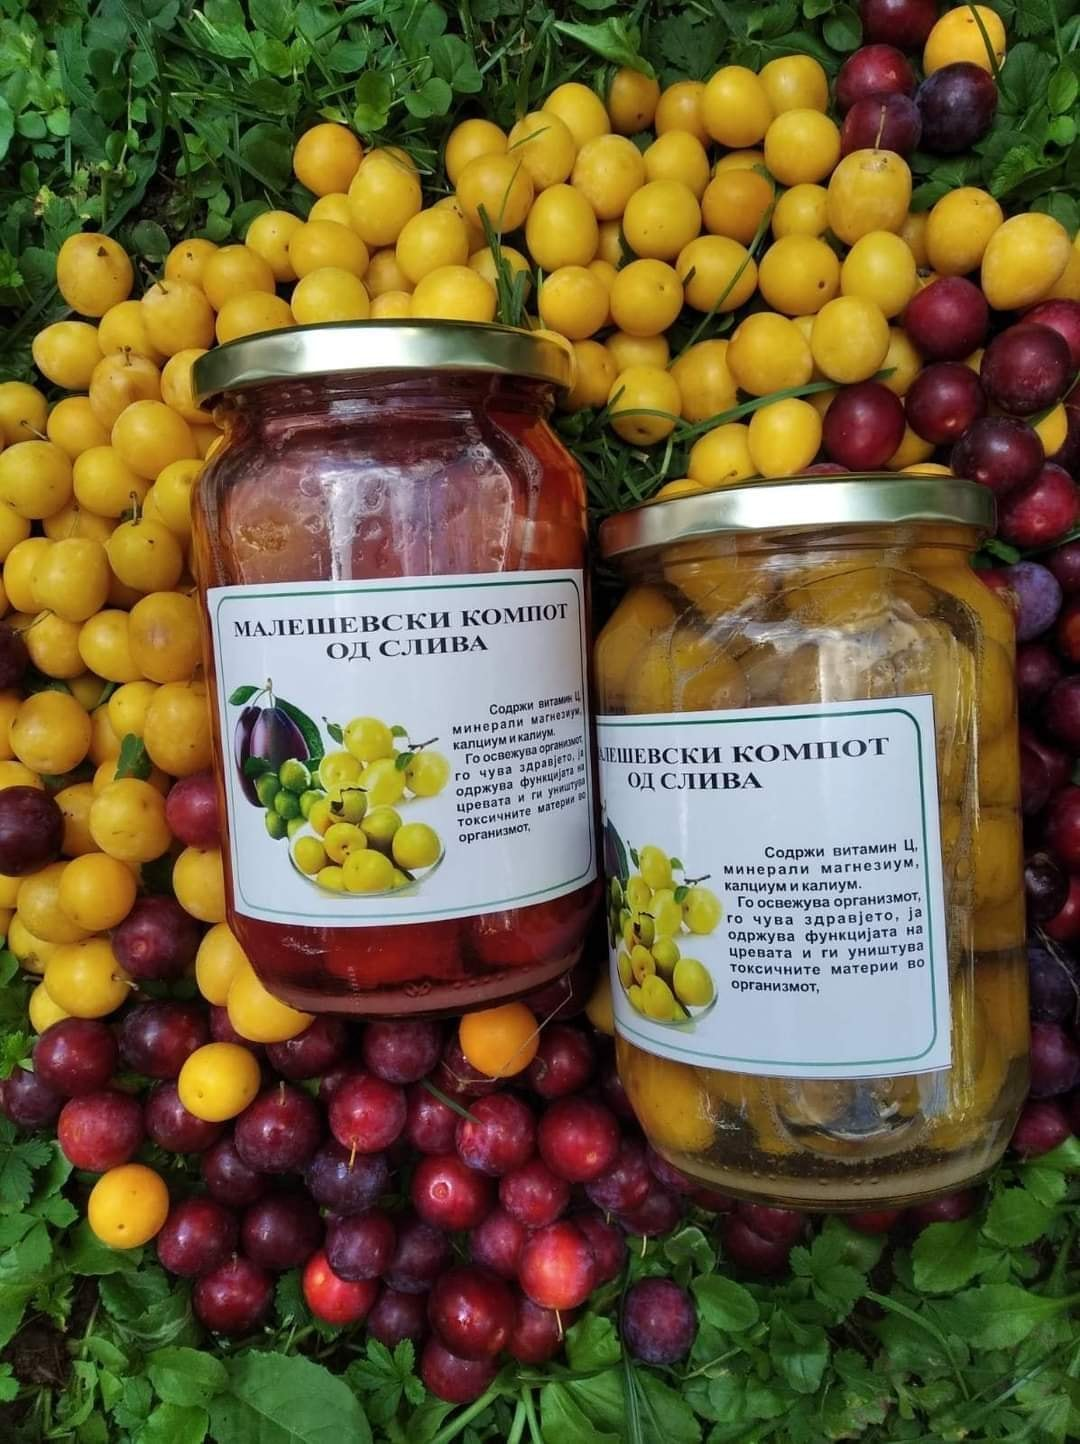 МАЛЕШЕВСКИ КОМПОТ
ОД СЛИВА
Содржи витамин Ц,
минерали магнезиум,
калциум и калиум.
Го освежува организмот,
го чува здравјето, ја
одржува функцијата на
цревата и ги уништува
токсичните материи во
организмот,
АЛЕШЕВСКИ КОМПОТ
ОД СЛИВА
Содржи витамин Ц,
минерали магнезиум,
калциум и калиум.
Го освежува организмот,
го чува здравјето, ја
одржува функцијата на
цревата и ги уништува
токсичните материи во
организмот,